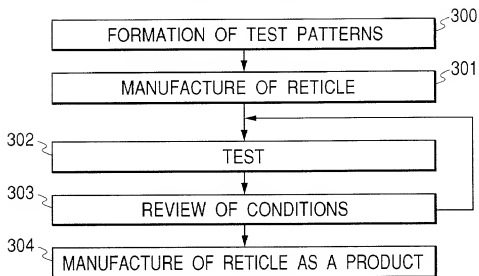 FORMATION OF TEST PATTERNS 300
MANUFACTURE OF RETICLE 301
302 TEST
303 REVIEW OF CONDITIONS
304 MANUFACTURE OF RETICLE AS A PRODUCT